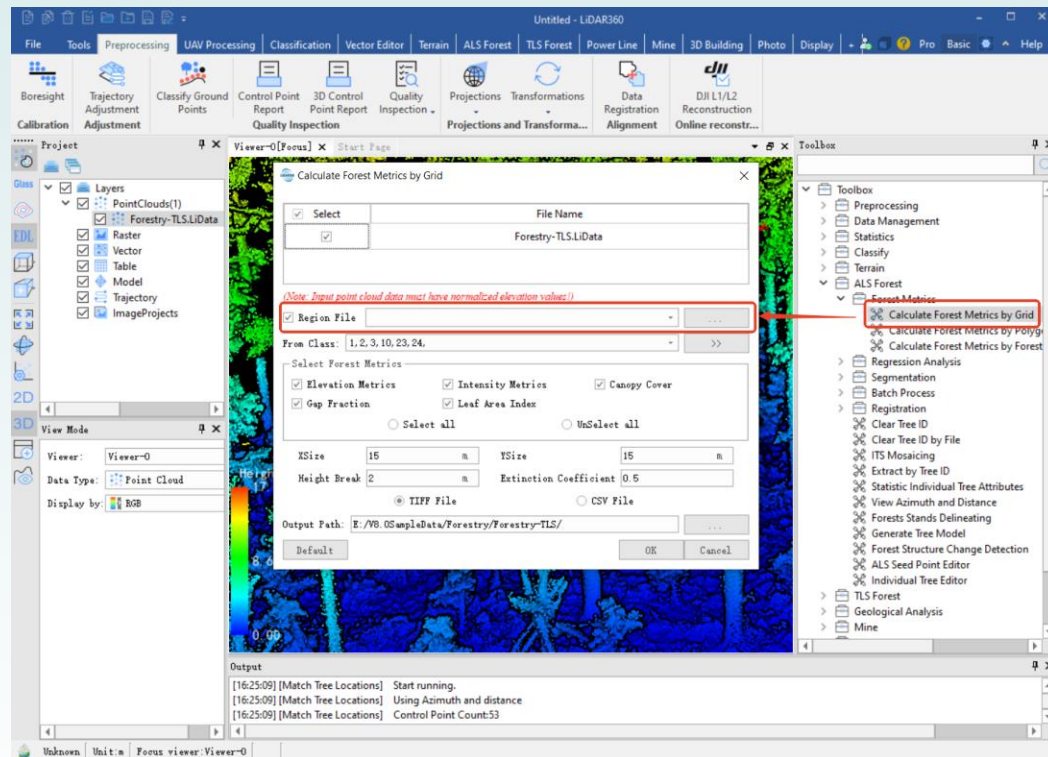 Untitled - LiDAR360
File Tools Preprocessing UAV Processing Classification Vector Editor Terrain ALS Forest TLS Forest Power Line Mine 3D Building Photo Display Pro Basic Help
Boresight
Trajectory Adjustment
Classify Ground Points
Control Point Report
3D Control Point Report
Quality Inspection
Projections
Transformations
Data Registration
DJI L1/L2 Reconstruction
Calibration Adjustment Quality Inspection Projections and Transforma... Alignment Online reconstr...
Project
Glass
EDL
2D
3D
Layers
PointClouds(1)
Forestry-TLS.LiData
Raster
Vector
Table
Model
Trajectory
ImageProjects
View Mode
Viewer: Viewer-0
Data Type: Point Cloud
Display by: RGB
Viewer-0[Focus] Start Page
Calculate Forest Metrics by Grid
Select File Name
Forestry-TLS.LiData
(Note: Input point cloud data must have normalized elevation values!)
Region File ...
From Class: 1, 2, 3, 10, 23, 24, >>
Select Forest Metrics
Elevation Metrics Intensity Metrics Canopy Cover
Gap Fraction Leaf Area Index
Select all UnSelect all
XSize 15 m YSize 15 m
Height Break 2 m Extinction Coefficient 0.5
TIFF File CSV File
Output Path: E:/V8.0SampleData/Forestry/Forestry-TLS/ ...
Default OK Cancel
0.00
Toolbox
Toolbox
Preprocessing
Data Management
Statistics
Classify
Terrain
ALS Forest
Forest Metrics
Calculate Forest Metrics by Grid
Calculate Forest Metrics by Polyg
Calculate Forest Metrics by Forest
Regression Analysis
Segmentation
Batch Process
Registration
Clear Tree ID
Clear Tree ID by File
ITS Mosaicing
Extract by Tree ID
Statistic Individual Tree Attributes
View Azimuth and Distance
Forests Stands Delineating
Generate Tree Model
Forest Structure Change Detection
ALS Seed Point Editor
Individual Tree Editor
TLS Forest
Geological Analysis
Mine
Output
[16:25:09] [Match Tree Locations] Start running.
[16:25:09] [Match Tree Locations] Using Azimuth and distance
[16:25:09] [Match Tree Locations] Control Point Count:53
Unknown Unit:m Focus viewer:Viewer-0